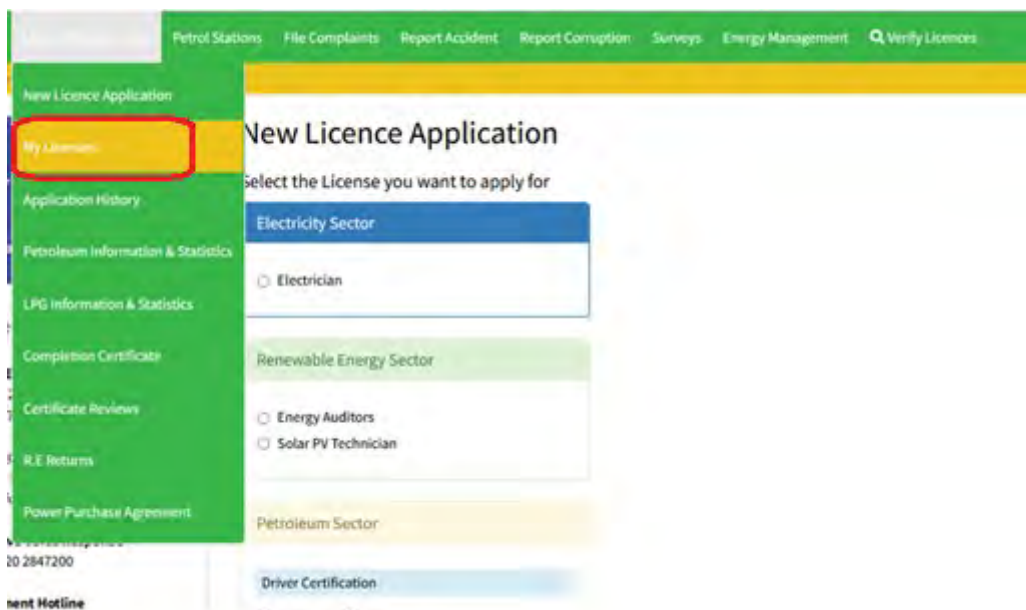 Petrol Stations File Complaints Report Accident Report Corruption Surveys Energy Management Verify Licences
New Licence Application
My Licenses
Application History
Petroleum Information & Statistics
LPG Information & Statistics
Completion Certificate
Certificate Reviews
R.E Returns
Power Purchase Agreement
20 2847200
ment Hotline
New Licence Application
Select the License you want to apply for
Electricity Sector
Electrician
Renewable Energy Sector
Energy Auditors
Solar PV Technician
Petroleum Sector
Driver Certification